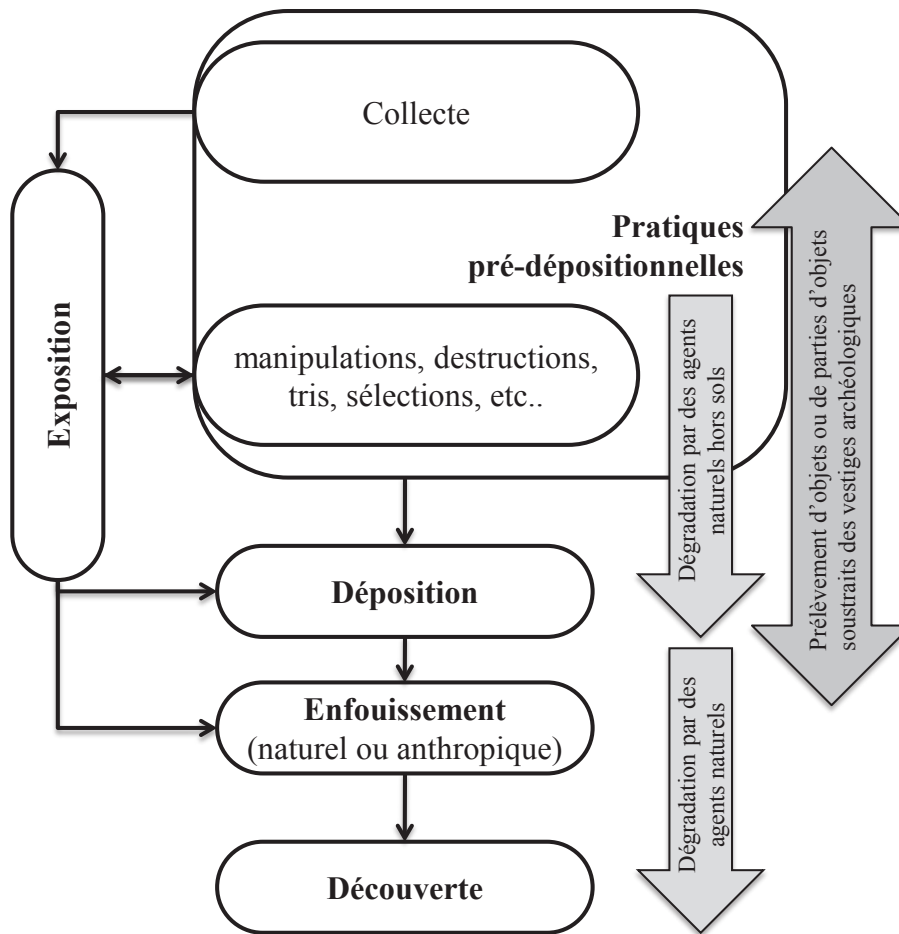 Collecte
Pratiques
pré-dépositionnelles
manipulations, destructions,
tris, sélections, etc..
Exposition
Déposition
Enfouissement
(naturel ou anthropique)
Découverte
Dégradation par des agents
naturels hors sols
Dégradation par des
agents naturels
Prélèvement d’objets ou de parties d’objets
soustraits des vestiges archéologiques